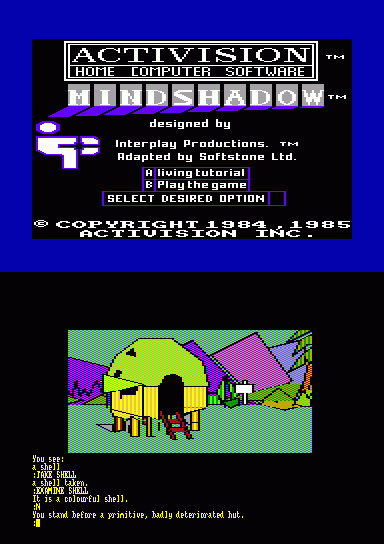 ACTIVISION TM
HOME COMPUTER SOFTWARE
MINDSHADOW TM
designed by
Interplay Productions. TM
Adapted by Softstone Ltd.
A living tutorial
B Play the game
SELECT DESIRED OPTION
© COPYRIGHT 1984,1985
ACTIVISION INC.
You see:
a shell
:TAKE SHELL
a shell taken.
:EXAMINE SHELL
It is a colourful shell.
:N
You stand before a primitive, badly deteriorated hut.
: